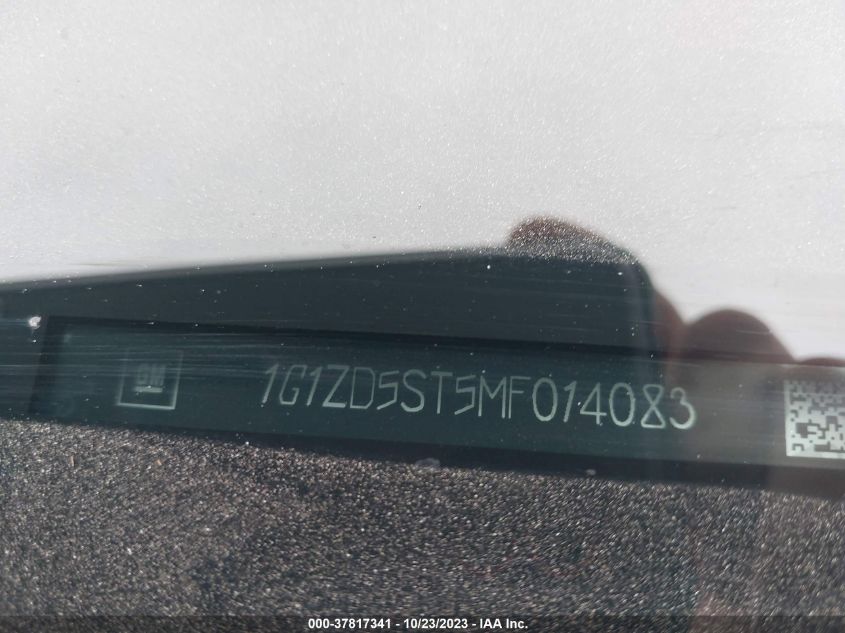 GM 1G1ZD5ST5MF014083
000-37817341 - 10/23/2023 - IAA Inc.